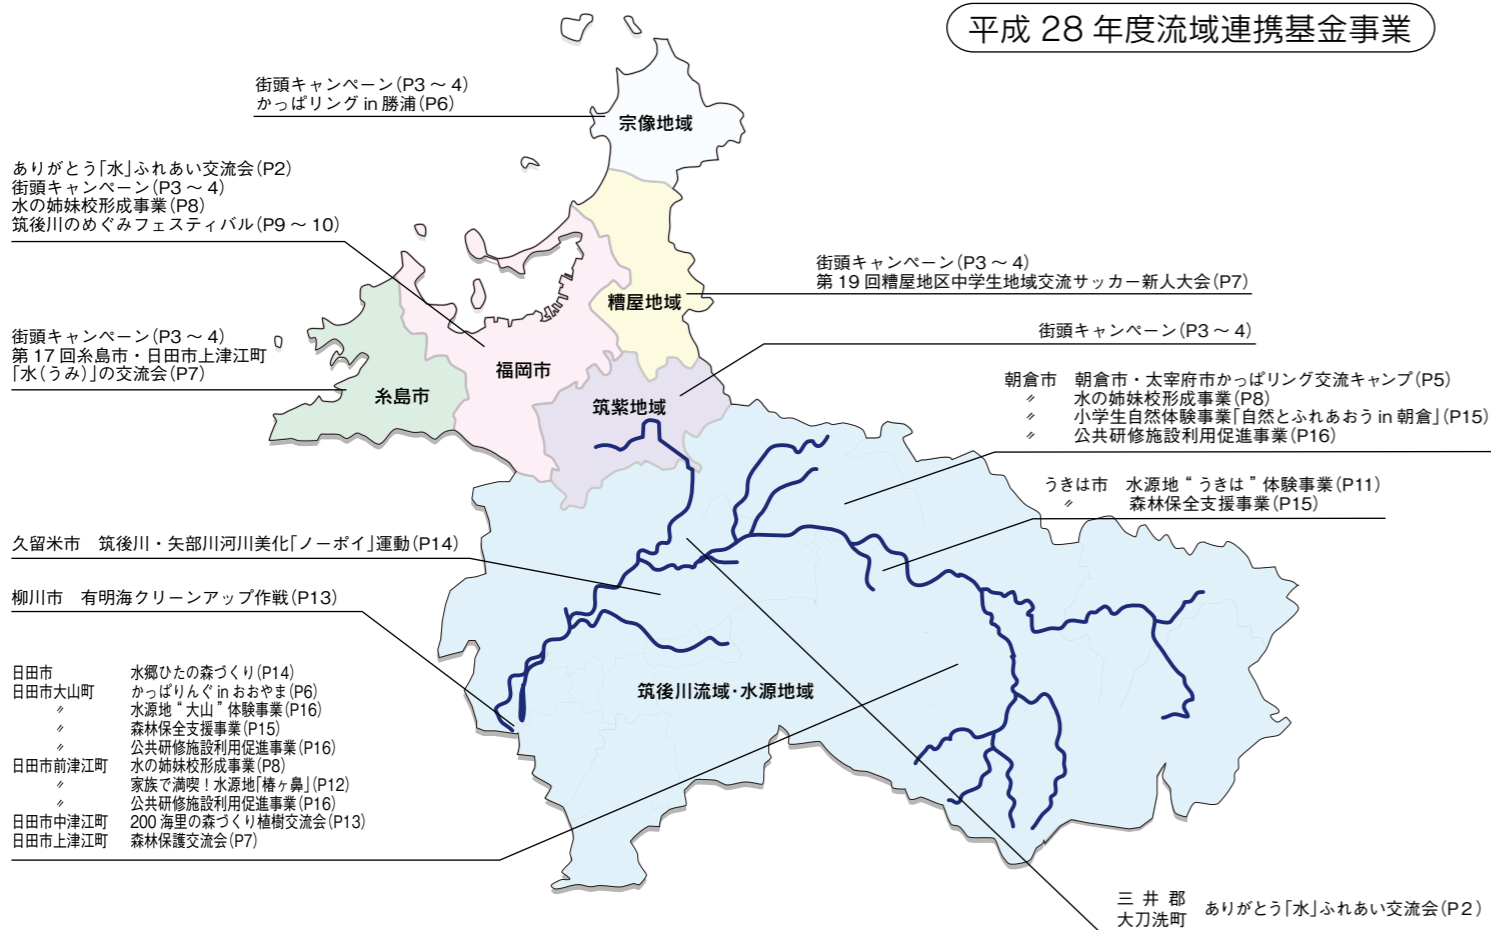 平成 28 年度流域連携基金事業
街頭キャンペーン(P3 ～ 4)
かっぱリング in 勝浦(P6)
宗像地域
ありがとう「水」ふれあい交流会(P2)
街頭キャンペーン(P3 ～ 4)
水の姉妹校形成事業(P8)
筑後川のめぐみフェスティバル(P9 ～ 10)
街頭キャンペーン(P3 ～ 4)
第 19 回糟屋地区中学生地域交流サッカー新人大会(P7)
糟屋地域
街頭キャンペーン(P3 ～ 4)
街頭キャンペーン(P3 ～ 4)
第 17 回糸島市・日田市上津江町
「水(うみ)」の交流会(P7)
福岡市
糸島市
筑紫地域
朝倉市 朝倉市・太宰府市かっぱリング交流キャンプ(P5)
〃 水の姉妹校形成事業(P8)
〃 小学生自然体験事業「自然とふれあおう in 朝倉」(P15)
〃 公共研修施設利用促進事業(P16)
うきは市 水源地 “ うきは ” 体験事業(P11)
〃 森林保全支援事業(P15)
久留米市 筑後川・矢部川河川美化「ノーポイ」運動(P14)
柳川市 有明海クリーンアップ作戦(P13)
筑後川流域・水源地域
日田市 水郷ひたの森づくり(P14)
日田市大山町 かっぱりんぐ in おおやま(P6)
〃 水源地 “ 大山 ” 体験事業(P16)
〃 森林保全支援事業(P15)
〃 公共研修施設利用促進事業(P16)
日田市前津江町 水の姉妹校形成事業(P8)
〃 家族で満喫！水源地「椿ヶ鼻」(P12)
〃 公共研修施設利用促進事業(P16)
日田市中津江町 200 海里の森づくり植樹交流会(P13)
日田市上津江町 森林保護交流会(P7)
三 井 郡
大刀洗町 ありがとう「水」ふれあい交流会(P２)